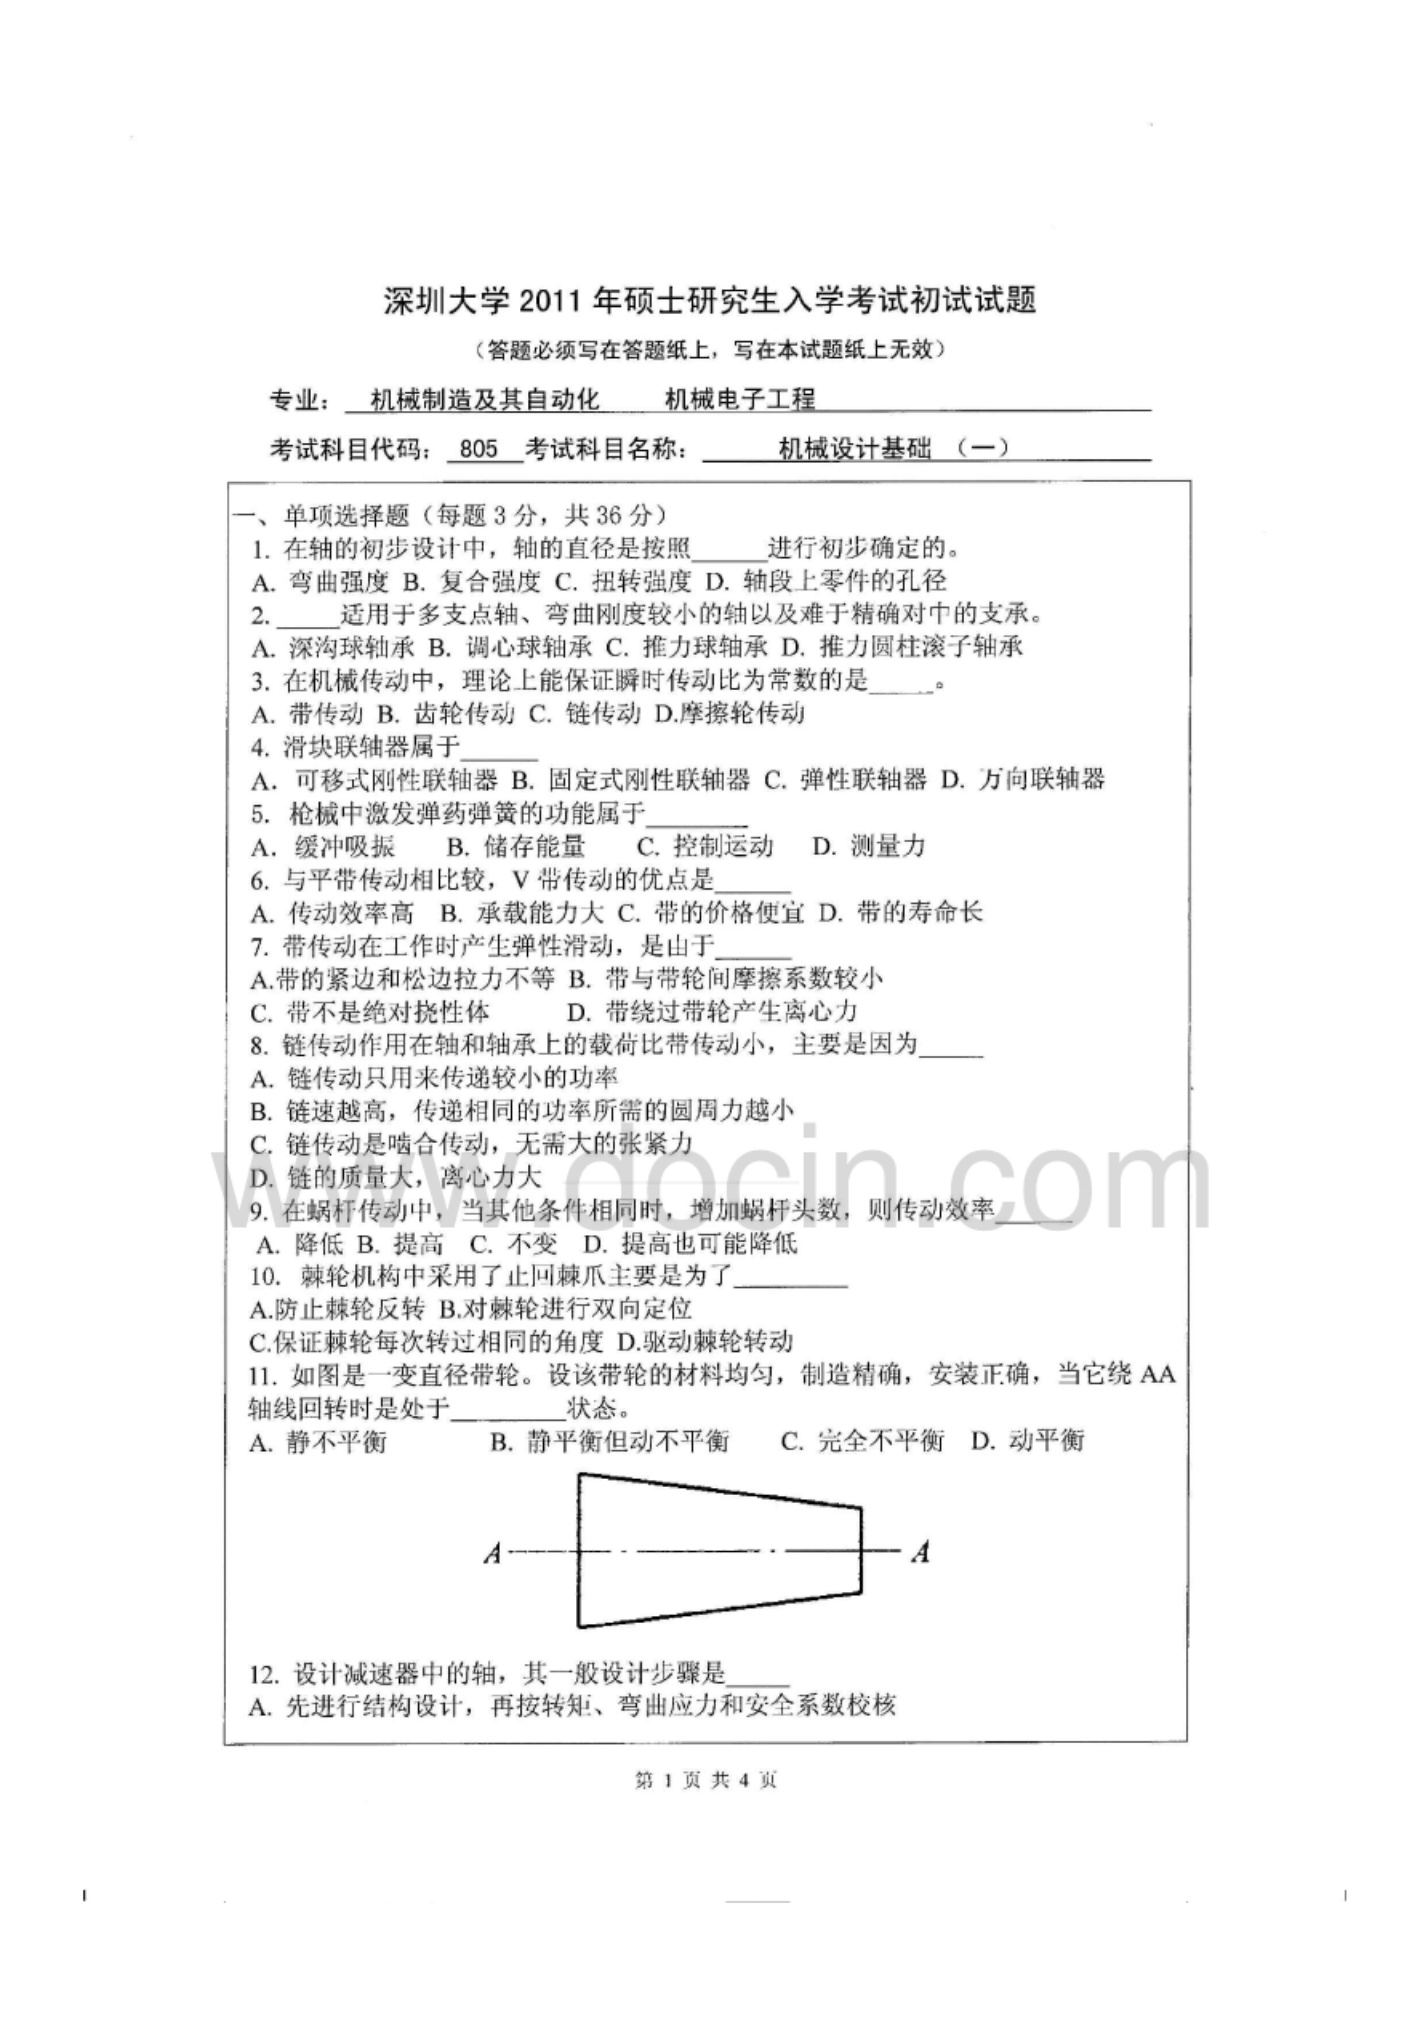 深圳大学 2011 年硕士研究生入学考试初试试题
（答题必须写在答题纸上，写在本试题纸上无效）
专业： 机械制造及其自动化 机械电子工程
考试科目代码： 805 考试科目名称： 机械设计基础 （一）
一、单项选择题（每题 3 分，共 36 分）
1. 在轴的初步设计中，轴的直径是按照______进行初步确定的。
A. 弯曲强度 B. 复合强度 C. 扭转强度 D. 轴段上零件的孔径
2. _____适用于多支点轴、弯曲刚度较小的轴以及难于精确对中的支承。
A. 深沟球轴承 B. 调心球轴承 C. 推力球轴承 D. 推力圆柱滚子轴承
3. 在机械传动中，理论上能保证瞬时传动比为常数的是_____。
A. 带传动 B. 齿轮传动 C. 链传动 D.摩擦轮传动
4. 滑块联轴器属于______
A. 可移式刚性联轴器 B. 固定式刚性联轴器 C. 弹性联轴器 D. 万向联轴器
5. 枪械中激发弹药弹簧的功能属于________
A. 缓冲吸振 B. 储存能量 C. 控制运动 D. 测量力
6. 与平带传动相比较，V 带传动的优点是______
A. 传动效率高 B. 承载能力大 C. 带的价格便宜 D. 带的寿命长
7. 带传动在工作时产生弹性滑动，是由于______
A.带的紧边和松边拉力不等 B. 带与带轮间摩擦系数较小
C. 带不是绝对挠性体 D. 带绕过带轮产生离心力
8. 链传动作用在轴和轴承上的载荷比带传动小，主要是因为_____
A. 链传动只用来传递较小的功率
B. 链速越高，传递相同的功率所需的圆周力越小
C. 链传动是啮合传动，无需大的张紧力
D. 链的质量大，离心力大
www.docin.com
9. 在蜗杆传动中，当其他条件相同时，增加蜗杆头数，则传动效率______
A. 降低 B. 提高 C. 不变 D. 提高也可能降低
10. 棘轮机构中采用了止回棘爪主要是为了_________
A.防止棘轮反转 B.对棘轮进行双向定位
C.保证棘轮每次转过相同的角度 D.驱动棘轮转动
11. 如图是一变直径带轮。设该带轮的材料均匀，制造精确，安装正确，当它绕 AA
轴线回转时是处于_________状态。
A. 静不平衡 B. 静平衡但动不平衡 C. 完全不平衡 D. 动平衡
A A
12. 设计减速器中的轴，其一般设计步骤是_____
A. 先进行结构设计，再按转矩、弯曲应力和安全系数校核
第 1 页 共 4 页